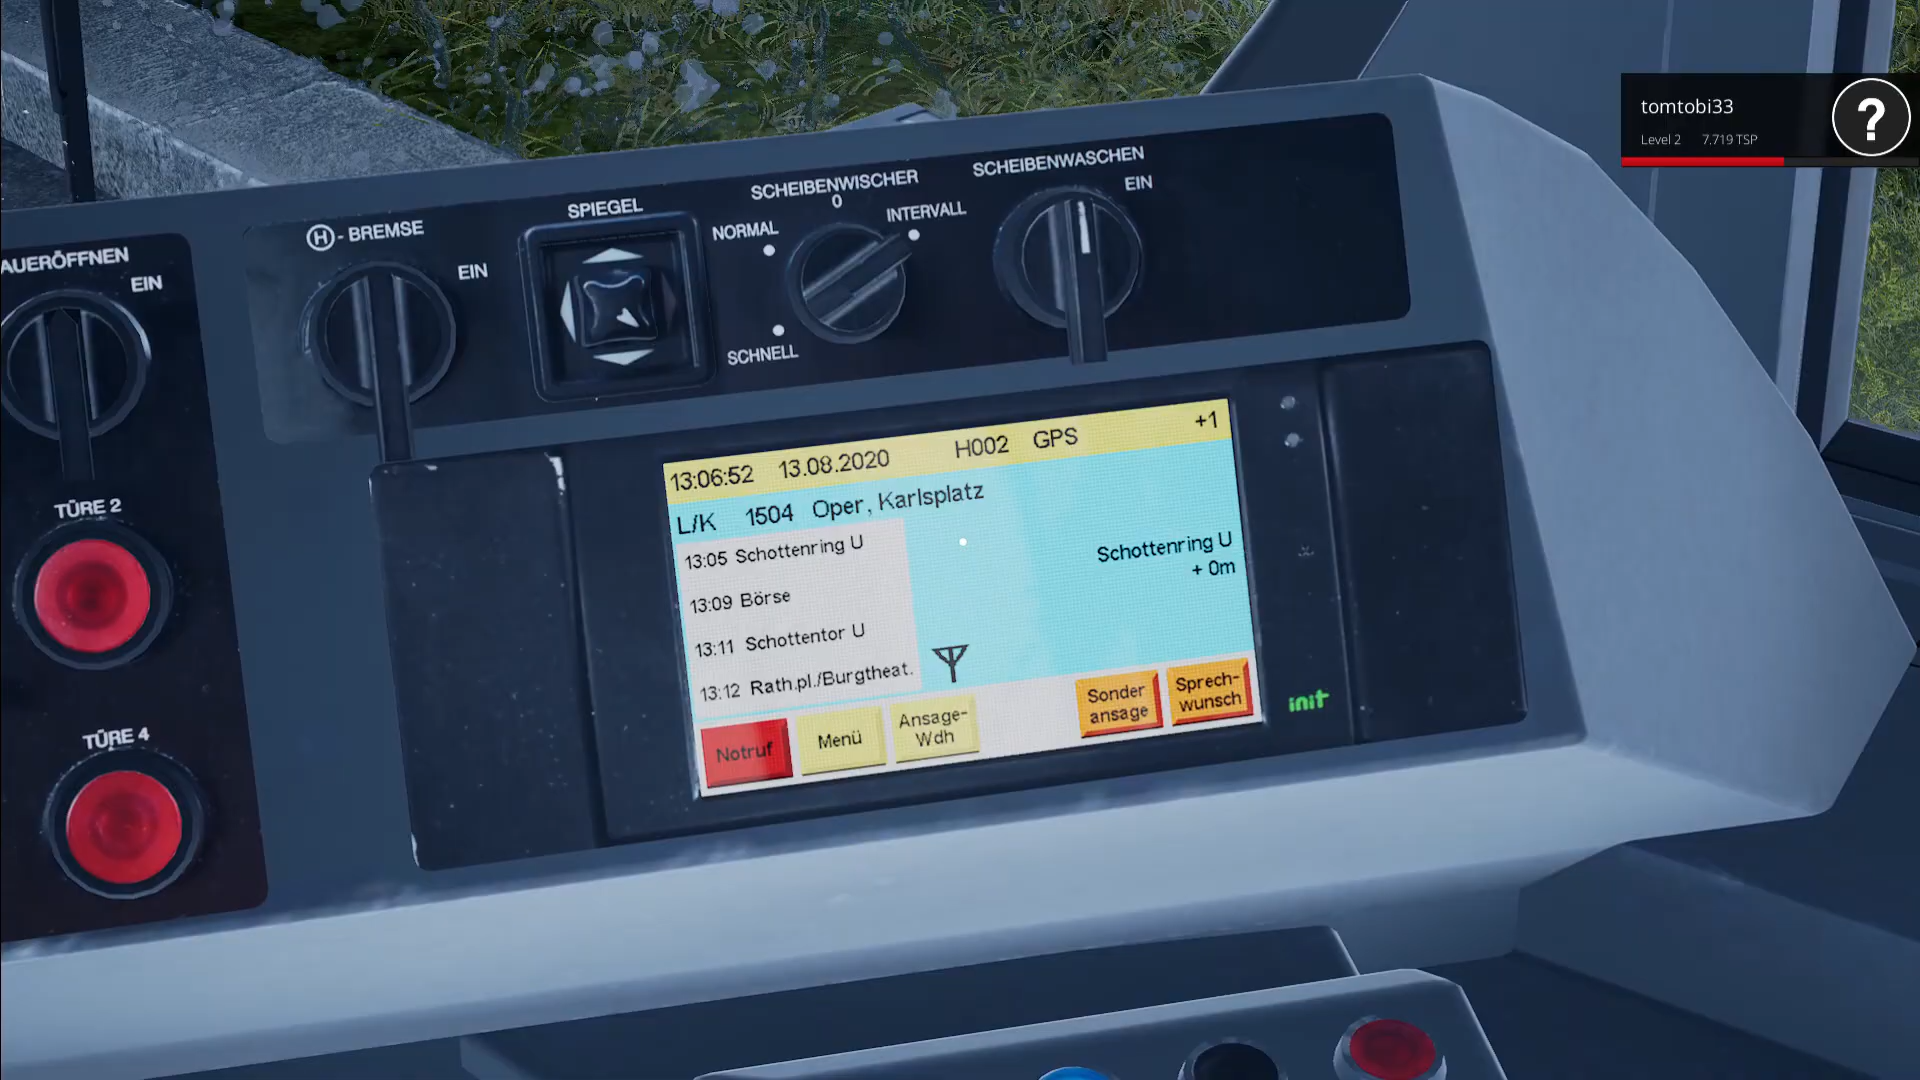 tomtobi33
Level 2 7.719 TSP
?
AUERÖFFNEN
EIN
H - BREMSE
EIN
SPIEGEL
SCHEIBENWISCHER
0
NORMAL
INTERVALL
SCHNELL
SCHEIBENWASCHEN
EIN
TÜRE 2
TÜRE 4
13:06:52 13.08.2020 H002 GPS +1
L/K 1504 Oper, Karlsplatz
13:05 Schottenring U
13:09 Börse
13:11 Schottentor U
13:12 Rath.pl./Burgtheat.
Schottenring U
+ 0m
Notruf
Menü
Ansage-
Wdh
Sonder
ansage
Sprech-
wunsch
init